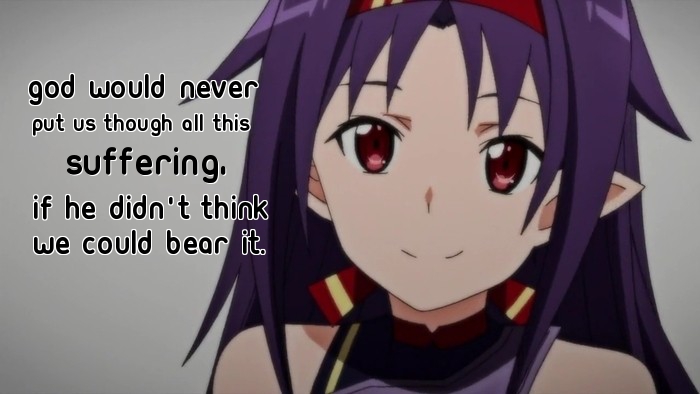 god would never
put us though all this
suffering,
if he didn't think
we could bear it.